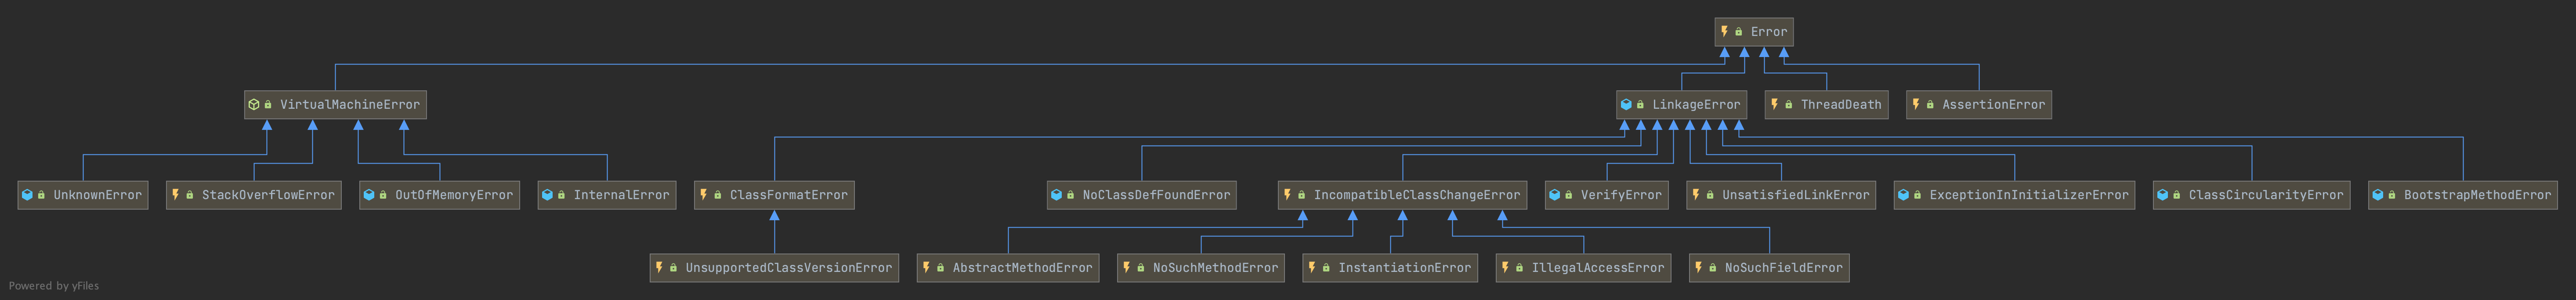 Error
VirtualMachineError
LinkageError
ThreadDeath
AssertionError
UnknownError
StackOverflowError
OutOfMemoryError
InternalError
ClassFormatError
NoClassDefFoundError
IncompatibleClassChangeError
VerifyError
UnsatisfiedLinkError
ExceptionInInitializerError
ClassCircularityError
BootstrapMethodError
UnsupportedClassVersionError
AbstractMethodError
NoSuchMethodError
InstantiationError
IllegalAccessError
NoSuchFieldError
Powered by yFiles